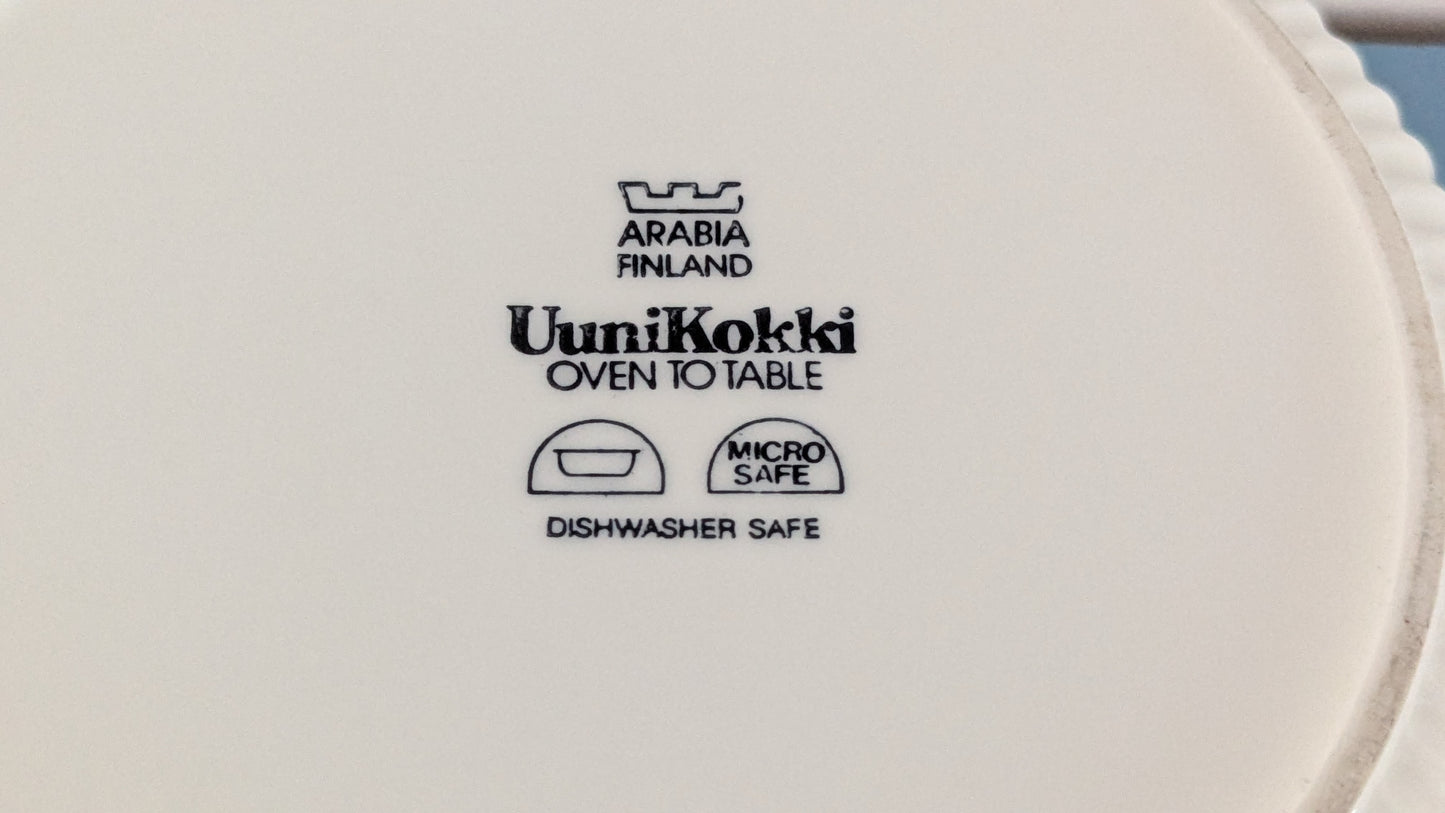 ARABIA
FINLAND
UuniKokki
OVEN TO TABLE
MICRO
SAFE
DISHWASHER SAFE